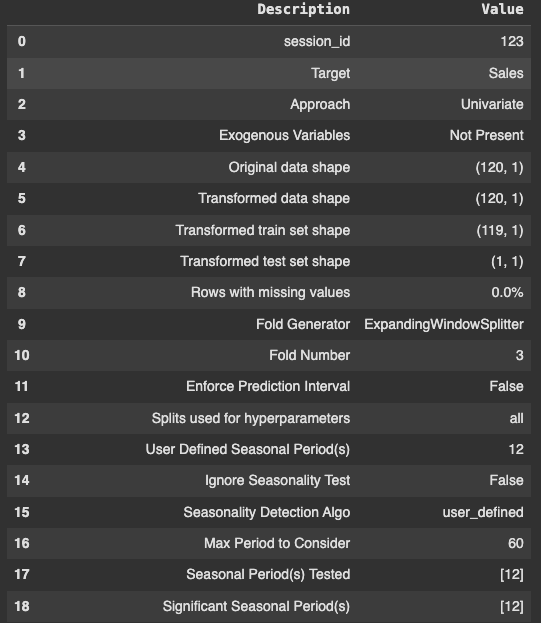 Description Value
0 session_id 123
1 Target Sales
2 Approach Univariate
3 Exogenous Variables Not Present
4 Original data shape (120, 1)
5 Transformed data shape (120, 1)
6 Transformed train set shape (119, 1)
7 Transformed test set shape (1, 1)
8 Rows with missing values 0.0%
9 Fold Generator ExpandingWindowSplitter
10 Fold Number 3
11 Enforce Prediction Interval False
12 Splits used for hyperparameters all
13 User Defined Seasonal Period(s) 12
14 Ignore Seasonality Test False
15 Seasonality Detection Algo user_defined
16 Max Period to Consider 60
17 Seasonal Period(s) Tested [12]
18 Significant Seasonal Period(s) [12]